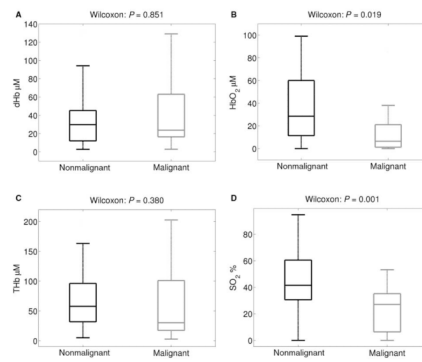 A Wilcoxon: P = 0.851
dHb μM
140
120
100
80
60
40
20
0
Nonmalignant Malignant
B Wilcoxon: P = 0.019
HbO2 μM
100
80
60
40
20
0
Nonmalignant Malignant
C Wilcoxon: P = 0.380
THb μM
200
150
100
50
0
Nonmalignant Malignant
D Wilcoxon: P = 0.001
SO2 %
100
80
60
40
20
0
Nonmalignant Malignant